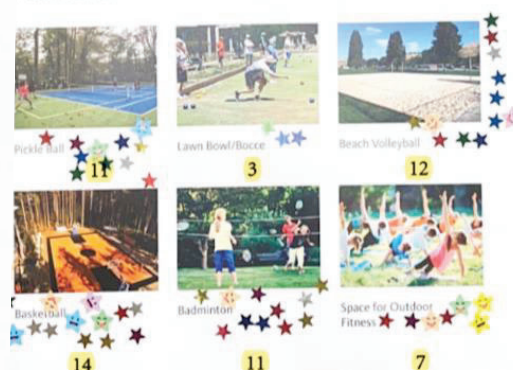 Pickle Ball
11
Lawn Bowl/Bocce
3
Beach Volleyball
12
Basketball
14
Badminton
11
Space for Outdoor
Fitness
7